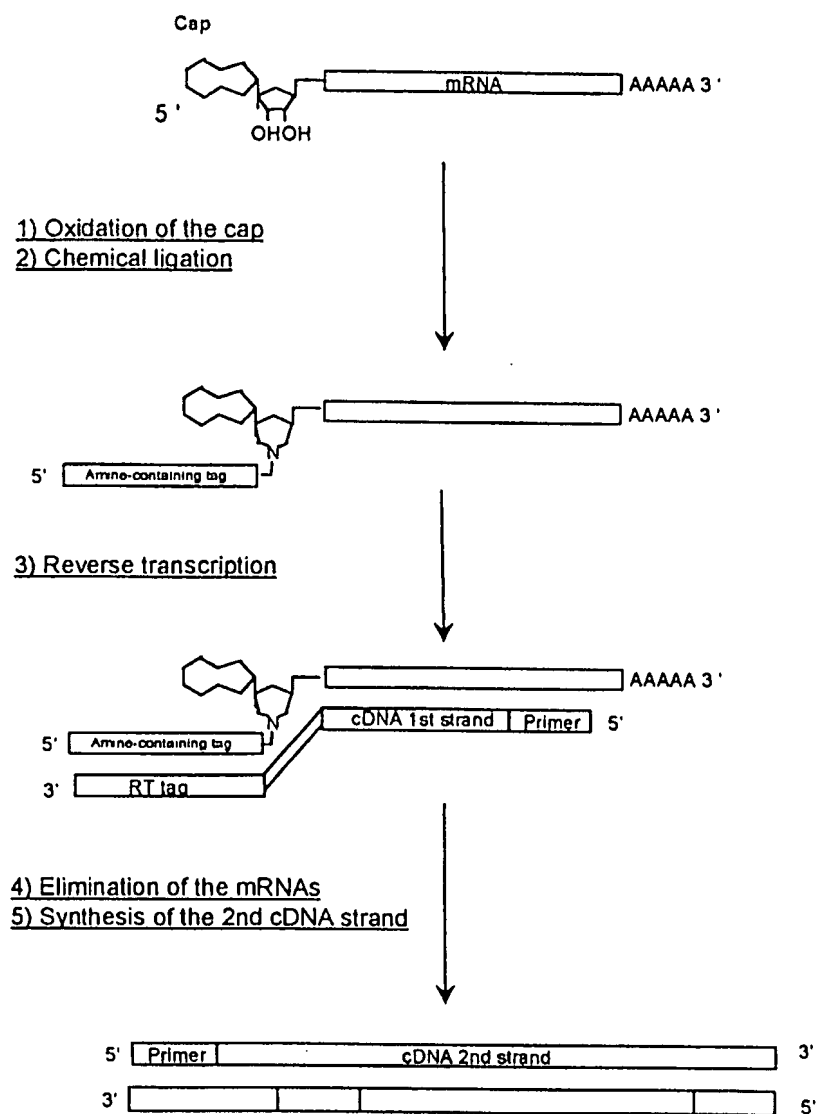 Cap
mRNA AAAAA 3 '
5 '
OHOH
1) Oxidation of the cap
2) Chemical ligation
AAAAA 3 '
N
5' Amine-containing tag
3) Reverse transcription
AAAAA 3 '
N
cDNA 1st strand Primer 5'
5' Amine-containing tag
3' RT tag
4) Elimination of the mRNAs
5) Synthesis of the 2nd cDNA strand
5' Primer cDNA 2nd strand 3'
3' 5'